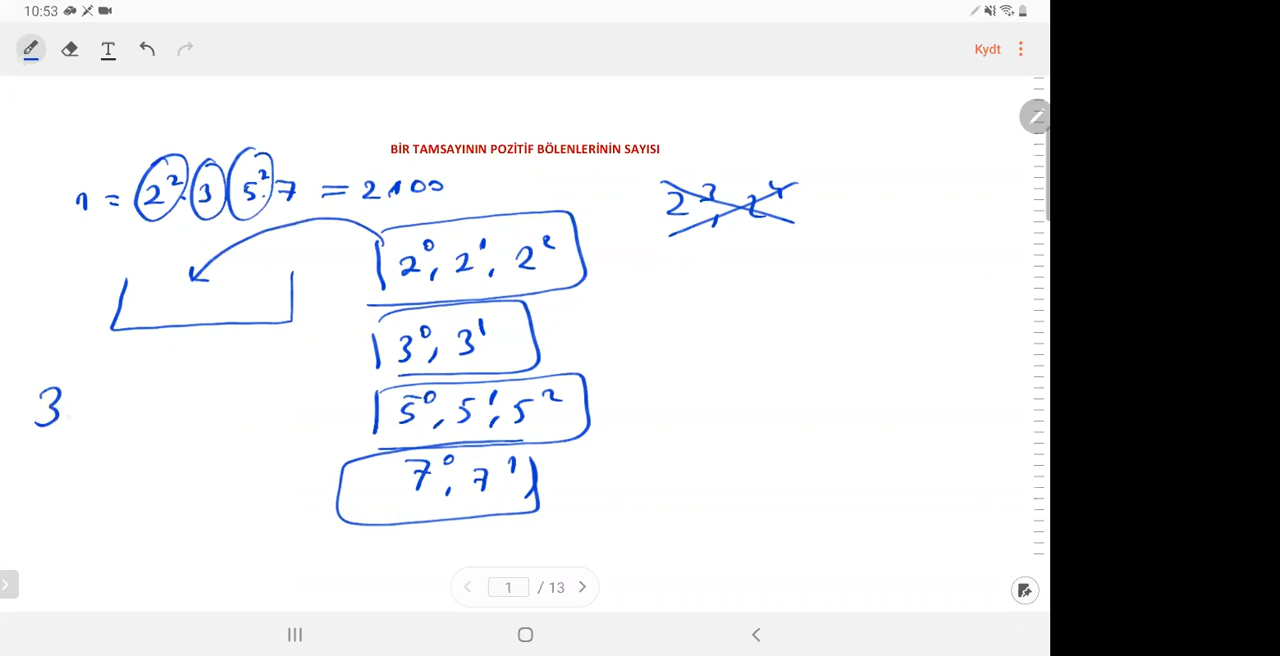 10:53
T Kydt
BİR TAMSAYININ POZİTİF BÖLENLERİNİN SAYISI
n = 2². 3 5². 7 = 2100
2⁰, 2¹, 2²
3⁰, 3¹
5⁰, 5¹, 5²
3
7⁰, 7¹
1 / 13